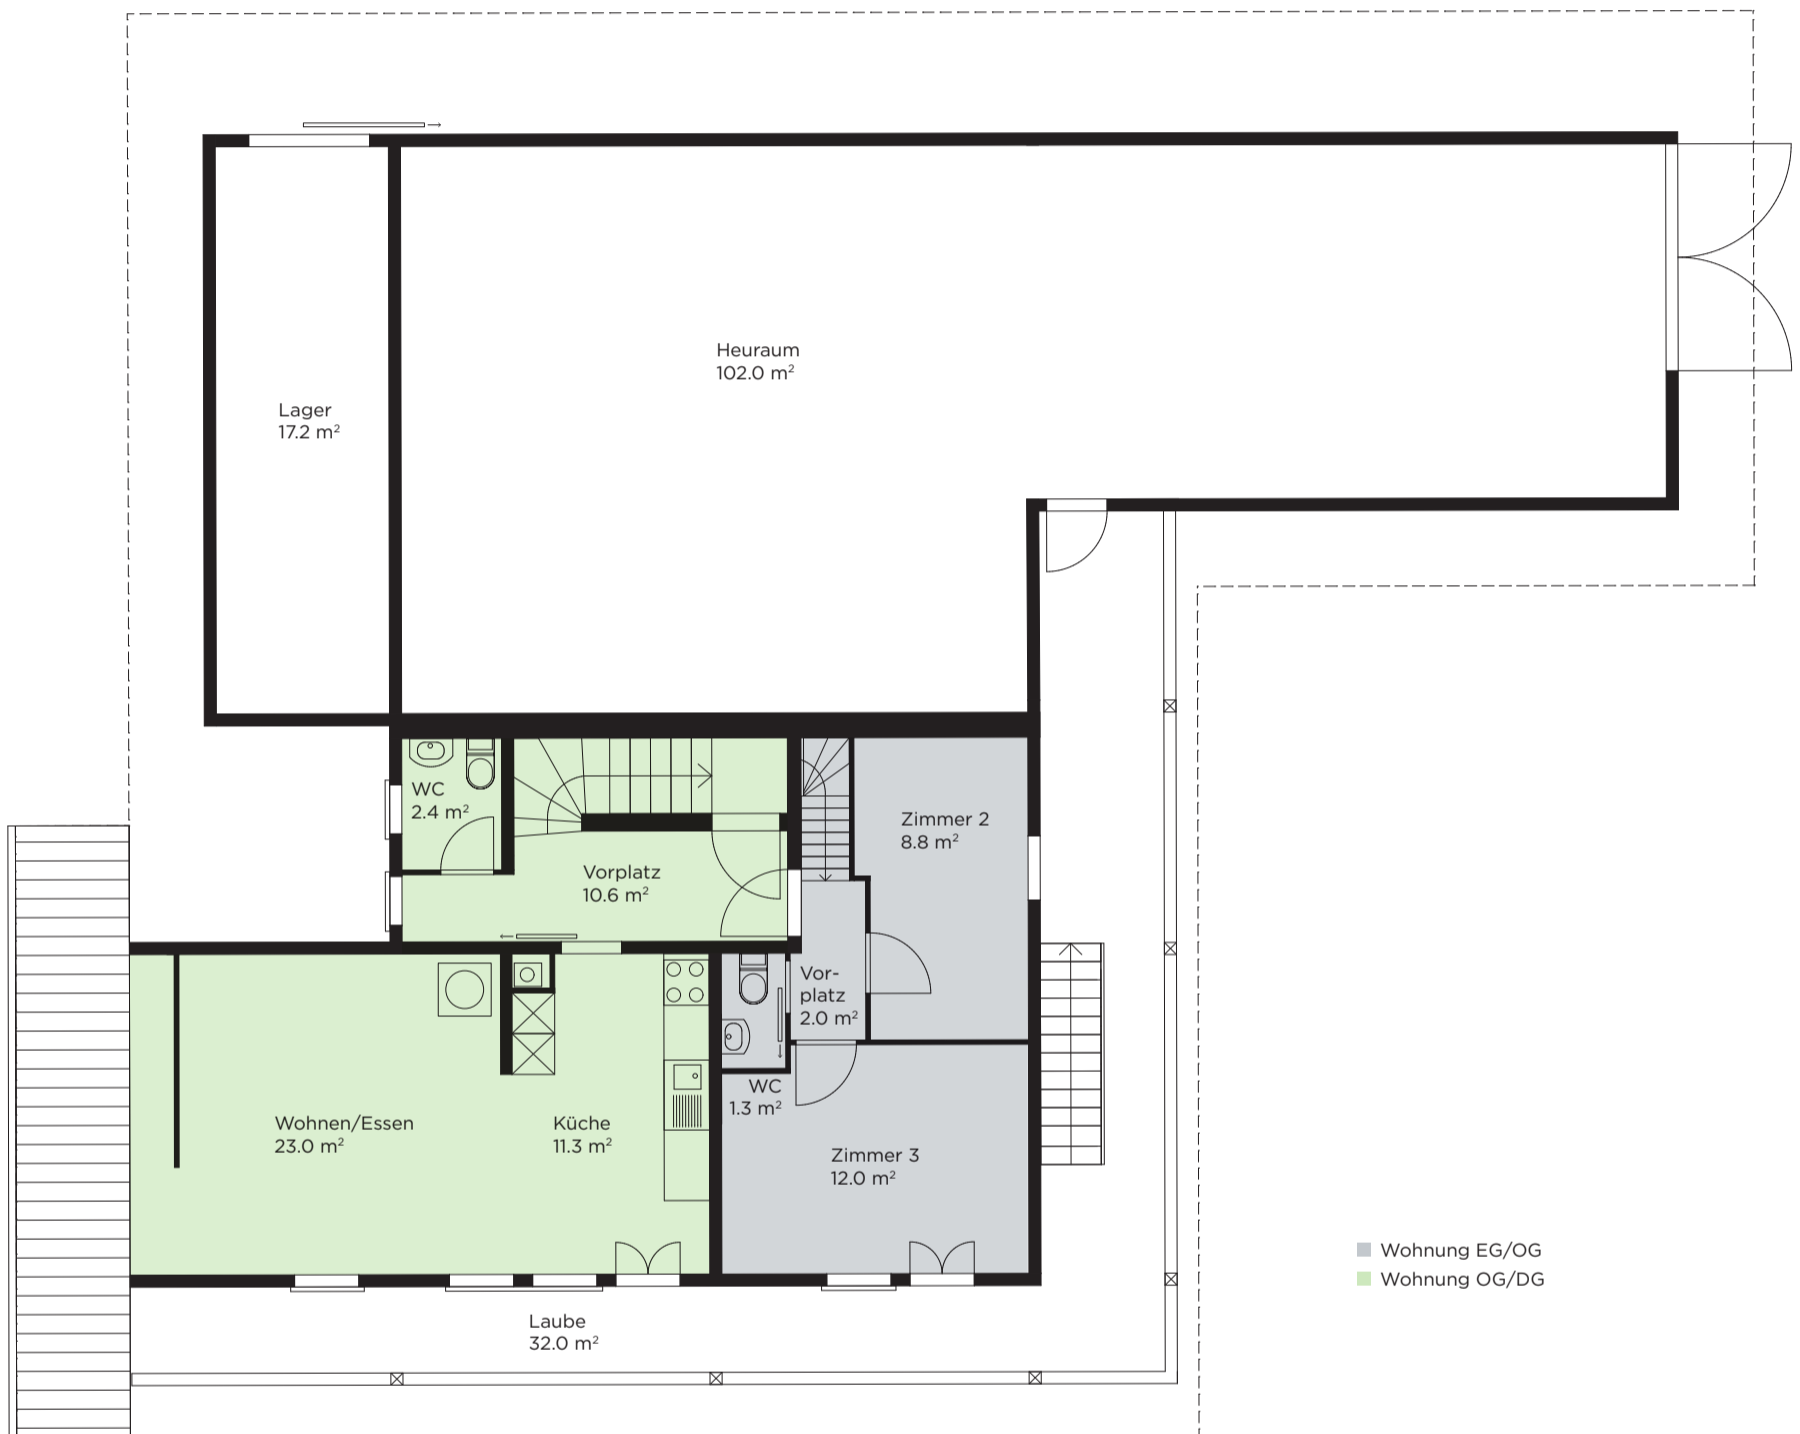 Heuraum
102.0 m²
Lager
17.2 m²
WC
2.4 m²
Zimmer 2
8.8 m²
Vorplatz
10.6 m²
Vor-
platz
2.0 m²
WC
1.3 m²
Wohnen/Essen
23.0 m²
Küche
11.3 m²
Zimmer 3
12.0 m²
Wohnung EG/OG
Wohnung OG/DG
Laube
32.0 m²